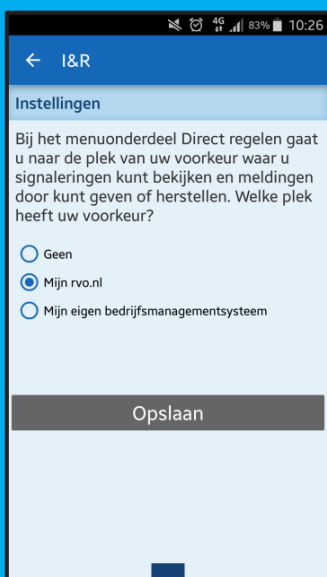 4G 83% 10:26
← I&R
Instellingen
Bij het menuonderdeel Direct regelen gaat
u naar de plek van uw voorkeur waar u
signaleringen kunt bekijken en meldingen
door kunt geven of herstellen. Welke plek
heeft uw voorkeur?
Geen
Mijn rvo.nl
Mijn eigen bedrijfsmanagementsysteem
Opslaan